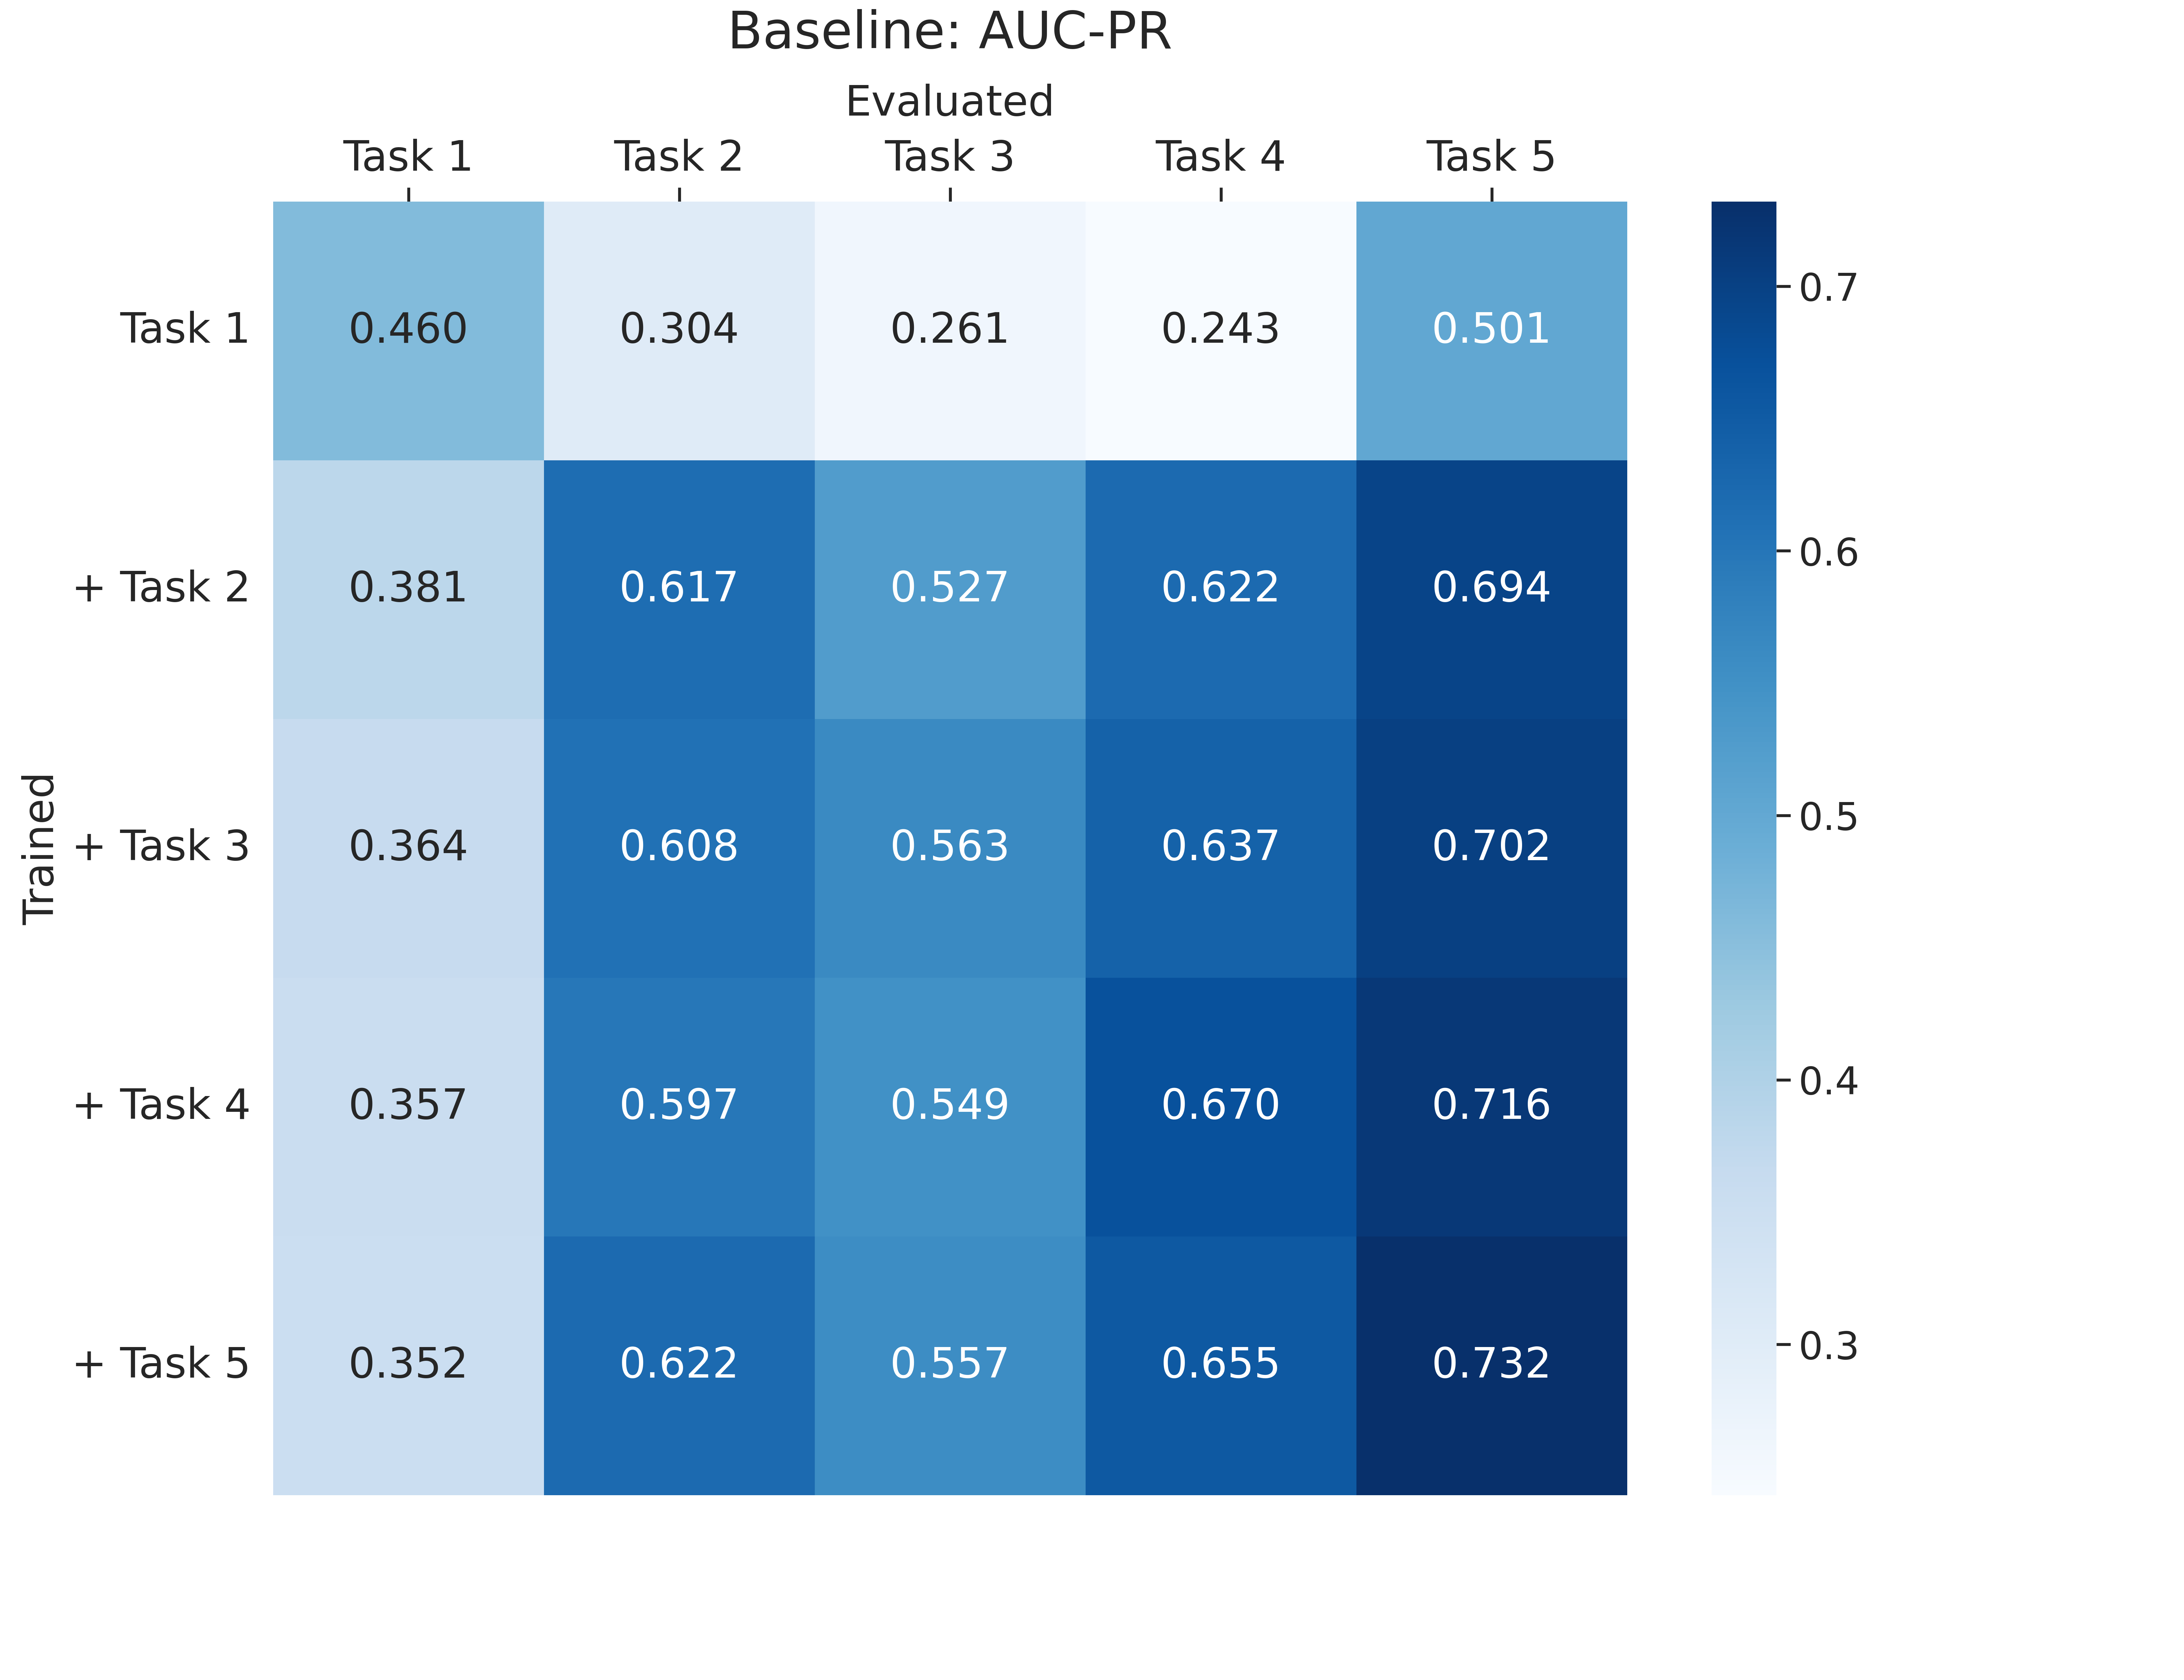 Baseline: AUC-PR
Evaluated
Task 1 Task 2 Task 3 Task 4 Task 5
Trained
Task 1 0.460 0.304 0.261 0.243 0.501
+ Task 2 0.381 0.617 0.527 0.622 0.694
+ Task 3 0.364 0.608 0.563 0.637 0.702
+ Task 4 0.357 0.597 0.549 0.670 0.716
+ Task 5 0.352 0.622 0.557 0.655 0.732
0.7
0.6
0.5
0.4
0.3